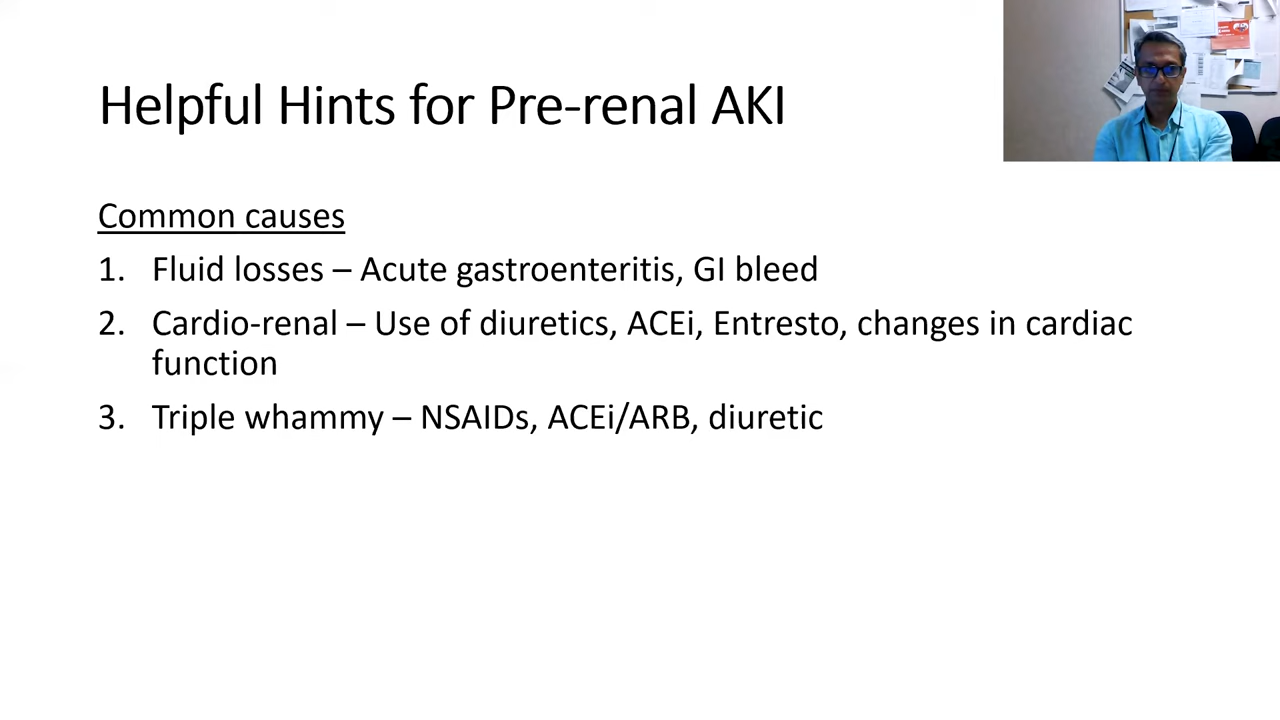 Helpful Hints for Pre-renal AKI
Common causes
1. Fluid losses – Acute gastroenteritis, GI bleed
2. Cardio-renal – Use of diuretics, ACEi, Entresto, changes in cardiac
function
3. Triple whammy – NSAIDs, ACEi/ARB, diuretic